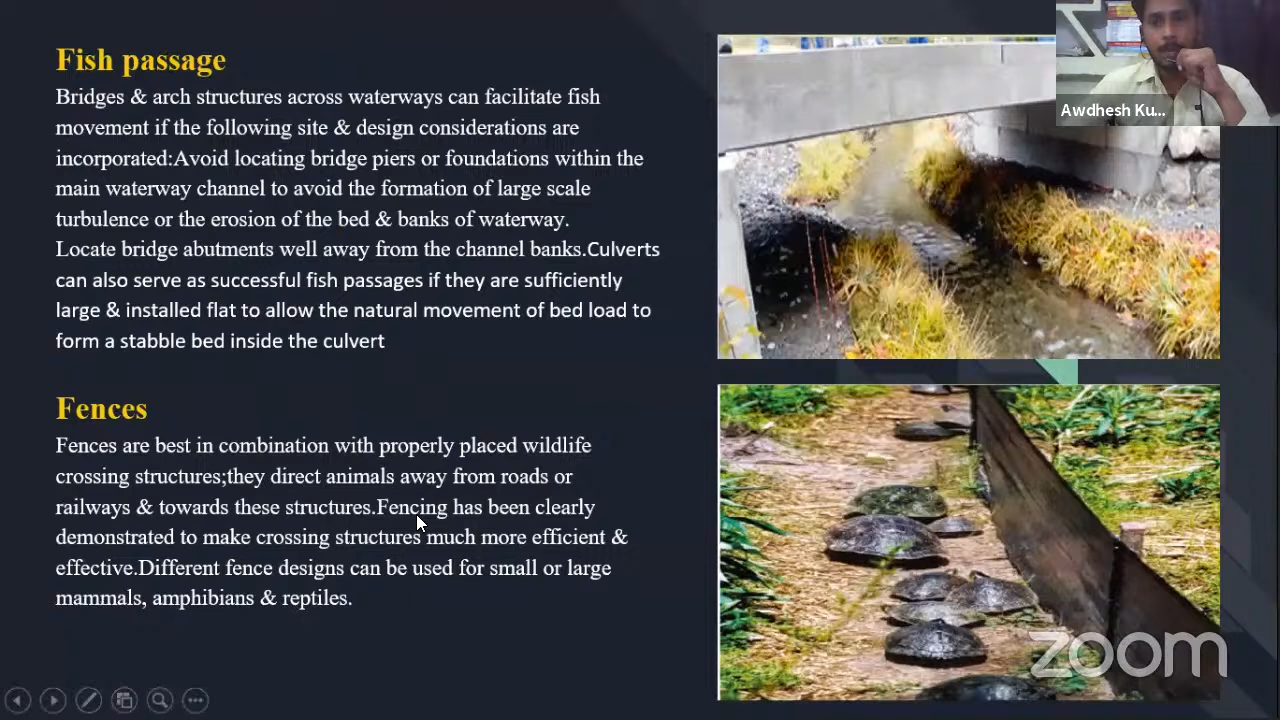 Fish passage
Bridges & arch structures across waterways can facilitate fish
movement if the following site & design considerations are
incorporated:Avoid locating bridge piers or foundations within the
main waterway channel to avoid the formation of large scale
turbulence or the erosion of the bed & banks of waterway.
Locate bridge abutments well away from the channel banks.Culverts
can also serve as successful fish passages if they are sufficiently
large & installed flat to allow the natural movement of bed load to
form a stabble bed inside the culvert
Fences
Fences are best in combination with properly placed wildlife
crossing structures;they direct animals away from roads or
railways & towards these structures.Fencing has been clearly
demonstrated to make crossing structures much more efficient &
effective.Different fence designs can be used for small or large
mammals, amphibians & reptiles.
Awdhesh Ku...
zoom